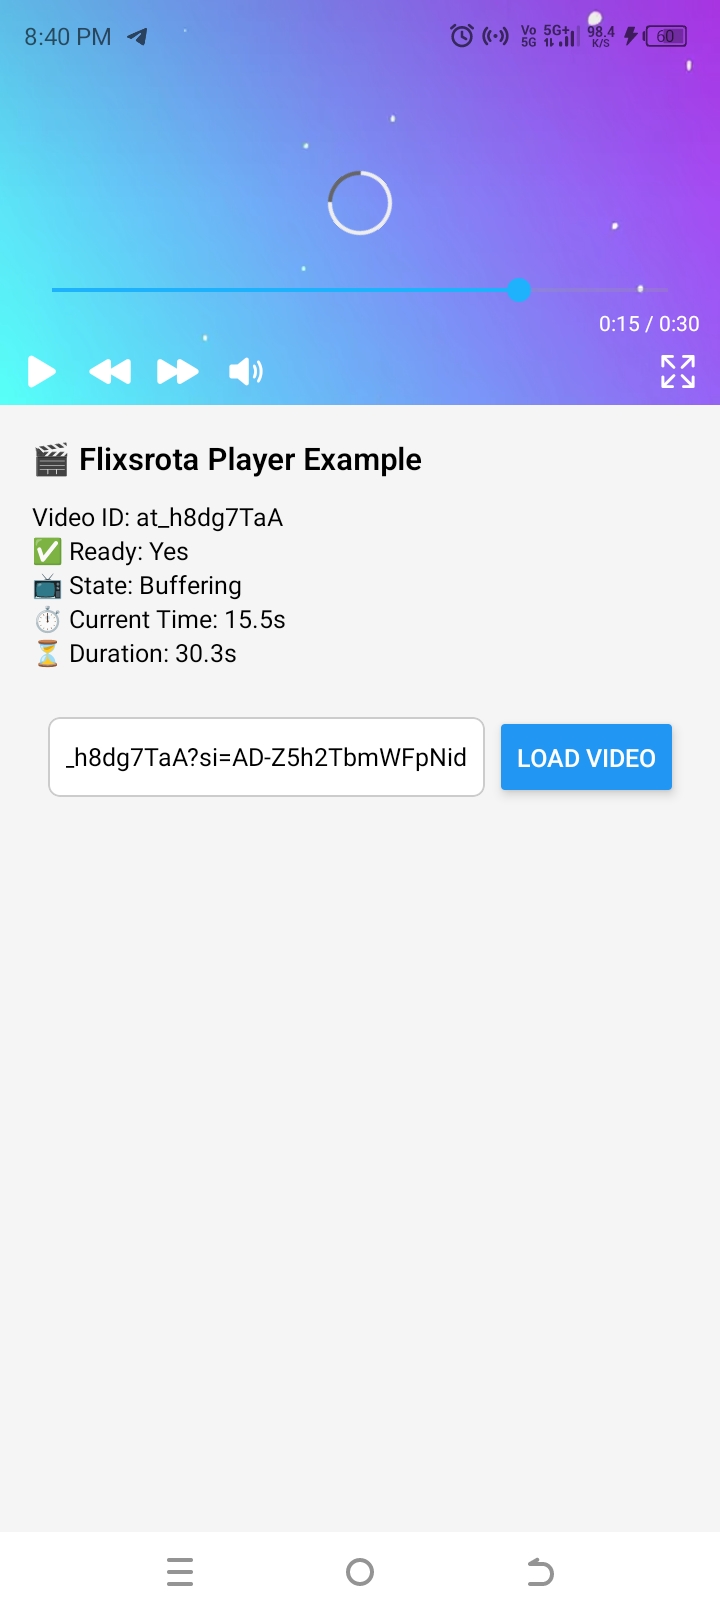 8:40 PM Vo 5G 5G+ 98.4 K/S 60
0:15 / 0:30
🎬 Flixsrota Player Example
Video ID: at_h8dg7TaA
✅ Ready: Yes
📺 State: Buffering
⏱️ Current Time: 15.5s
⏳ Duration: 30.3s
_h8dg7TaA?si=AD-Z5h2TbmWFpNid
LOAD VIDEO